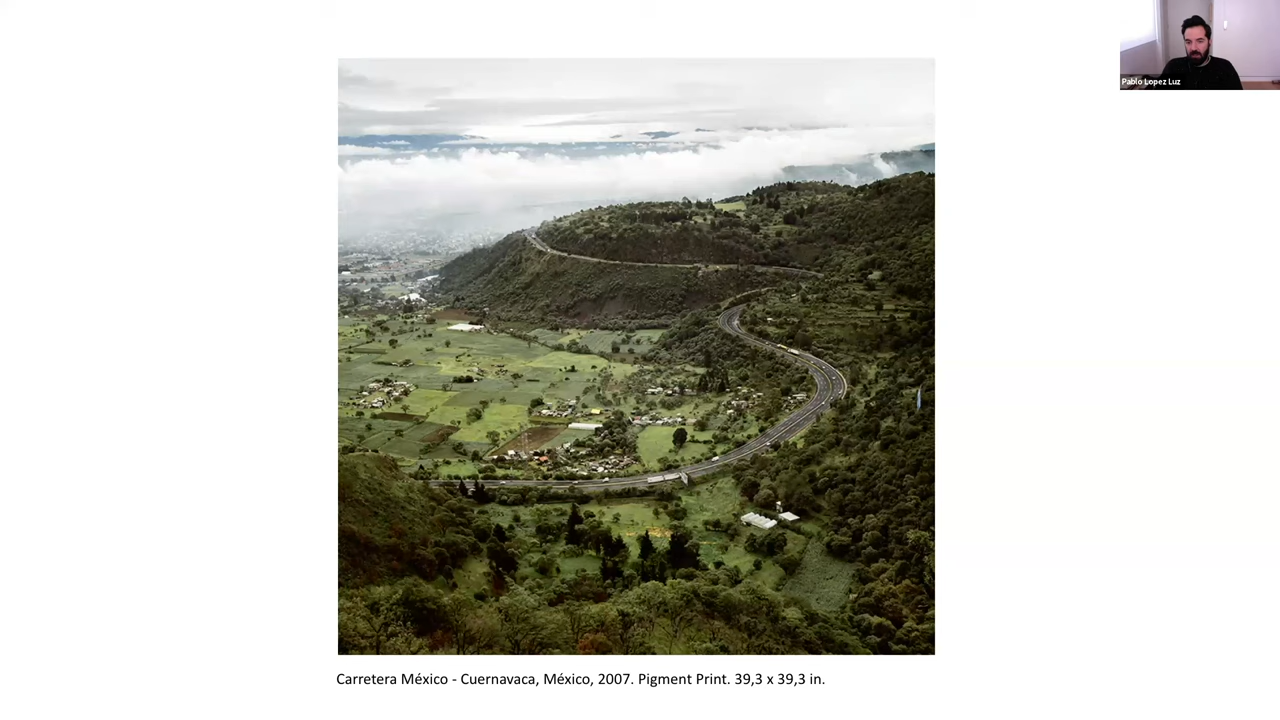 Pablo Lopez Luz
Carretera México - Cuernavaca, México, 2007. Pigment Print. 39,3 x 39,3 in.